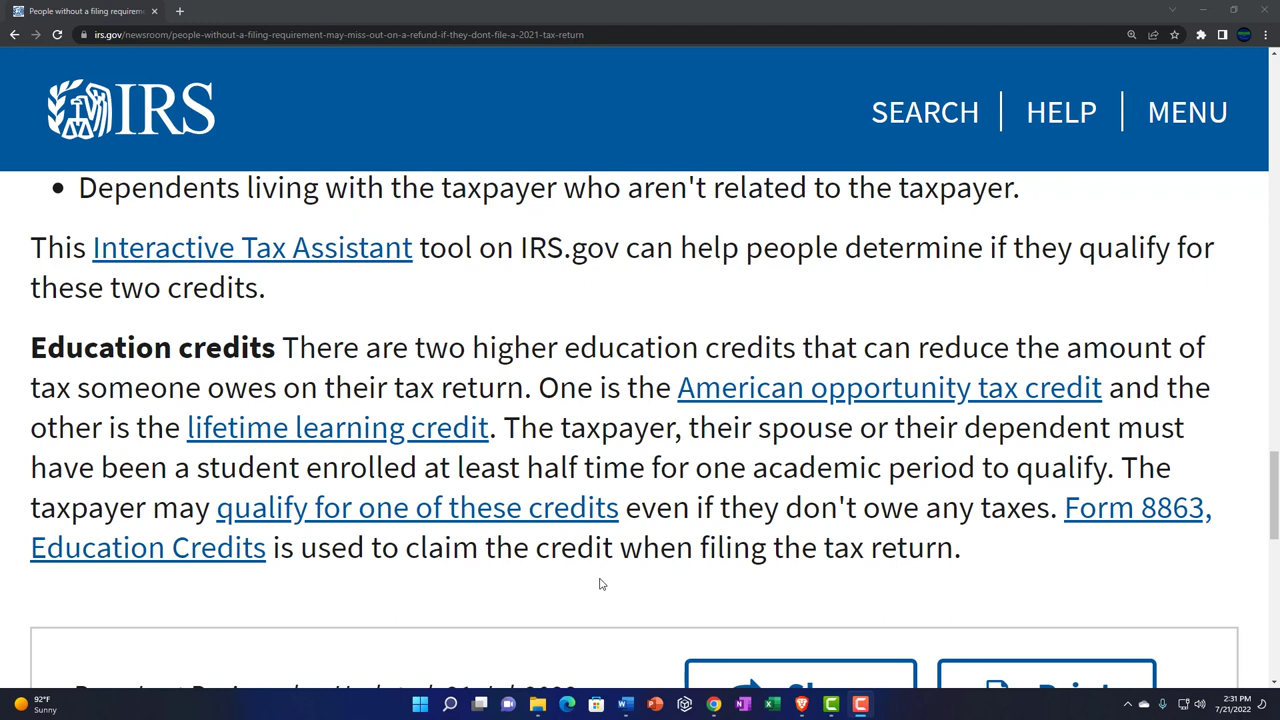 People without a filing requirem
irs.gov/newsroom/people-without-a-filing-requirement-may-miss-out-on-a-refund-if-they-dont-file-a-2021-tax-return
IRS
SEARCH
HELP
MENU
Dependents living with the taxpayer who aren't related to the taxpayer.
This Interactive Tax Assistant tool on IRS.gov can help people determine if they qualify for
these two credits.
Education credits There are two higher education credits that can reduce the amount of
tax someone owes on their tax return. One is the American opportunity tax credit and the
other is the lifetime learning credit. The taxpayer, their spouse or their dependent must
have been a student enrolled at least half time for one academic period to qualify. The
taxpayer may qualify for one of these credits even if they don't owe any taxes. Form 8863,
Education Credits is used to claim the credit when filing the tax return.
92°F
Sunny
2:31 PM
7/21/2022